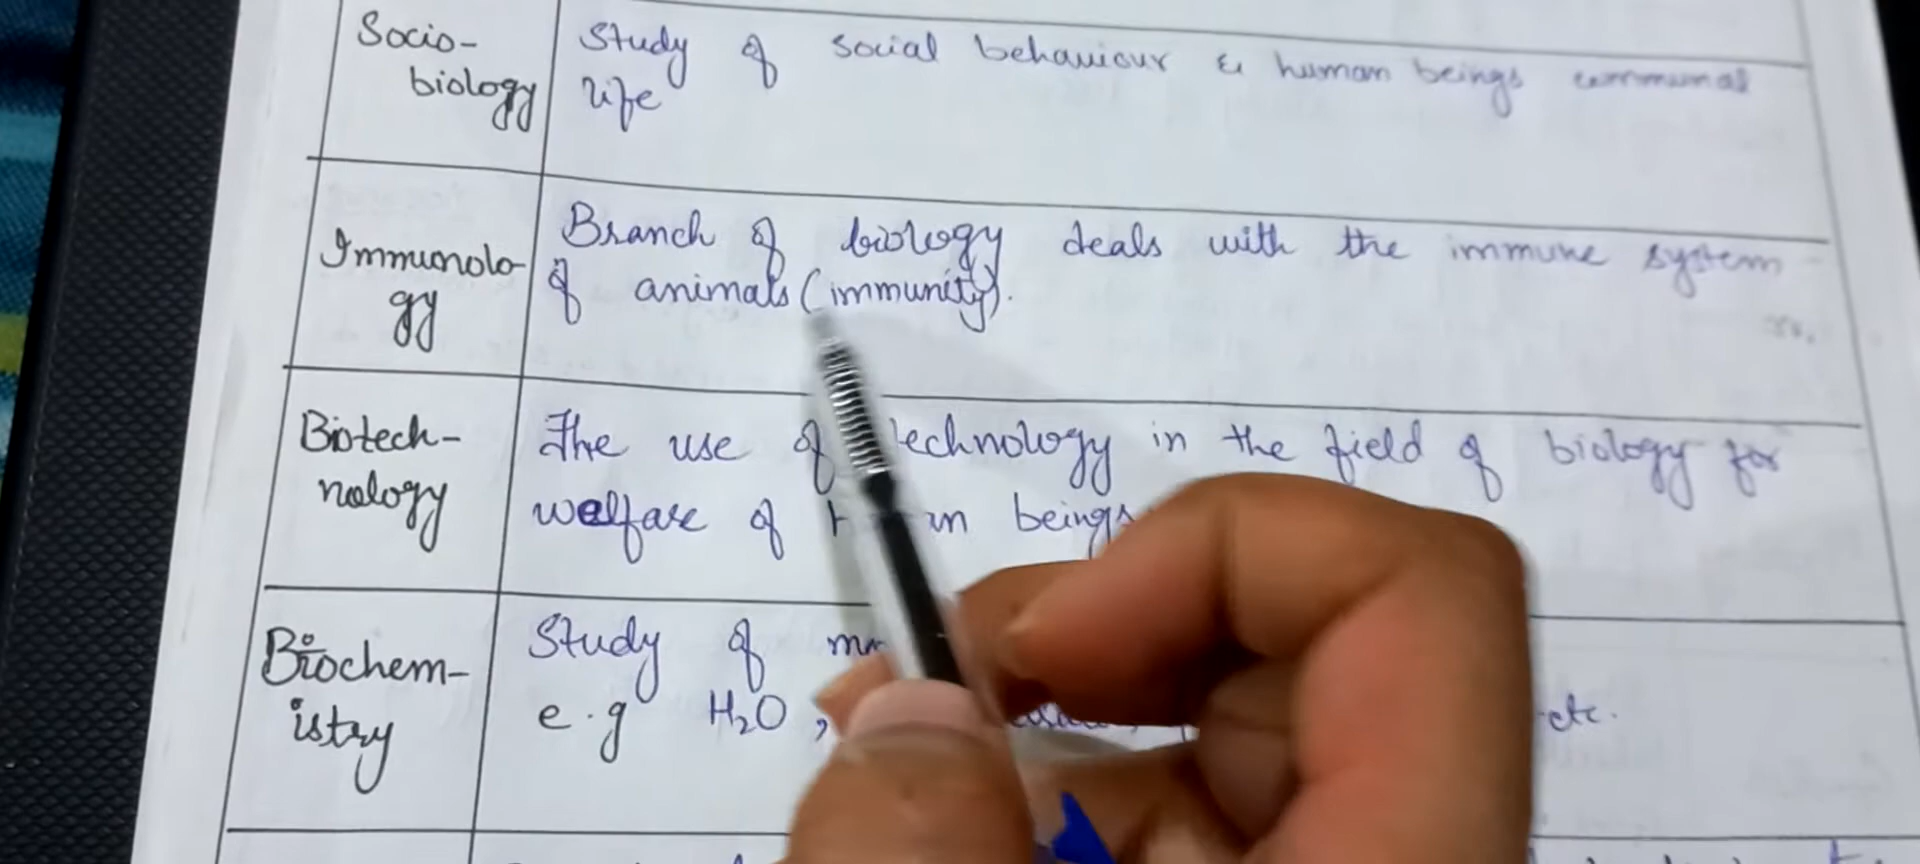 Socio-
biology
Study of social behaviour & human beings communal
life
Immunolo-
gy
Branch of biology deals with the immune system
of animals (immunity).
Biotech-
nology
The use of technology in the field of biology for
welfare of beings
Biochem-
istry
Study of
e.g H₂O, etc.